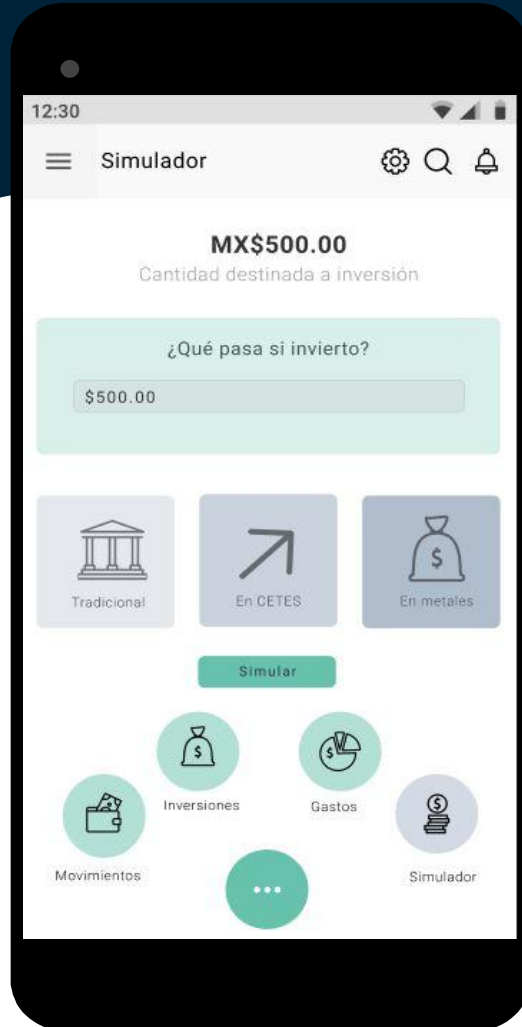 12:30
Simulador
MX$500.00
Cantidad destinada a inversión
¿Qué pasa si invierto?
$500.00
Tradicional
En CETES
$
En metales
Simular
$
$
Inversiones
Gastos
$
Movimientos
Simulador